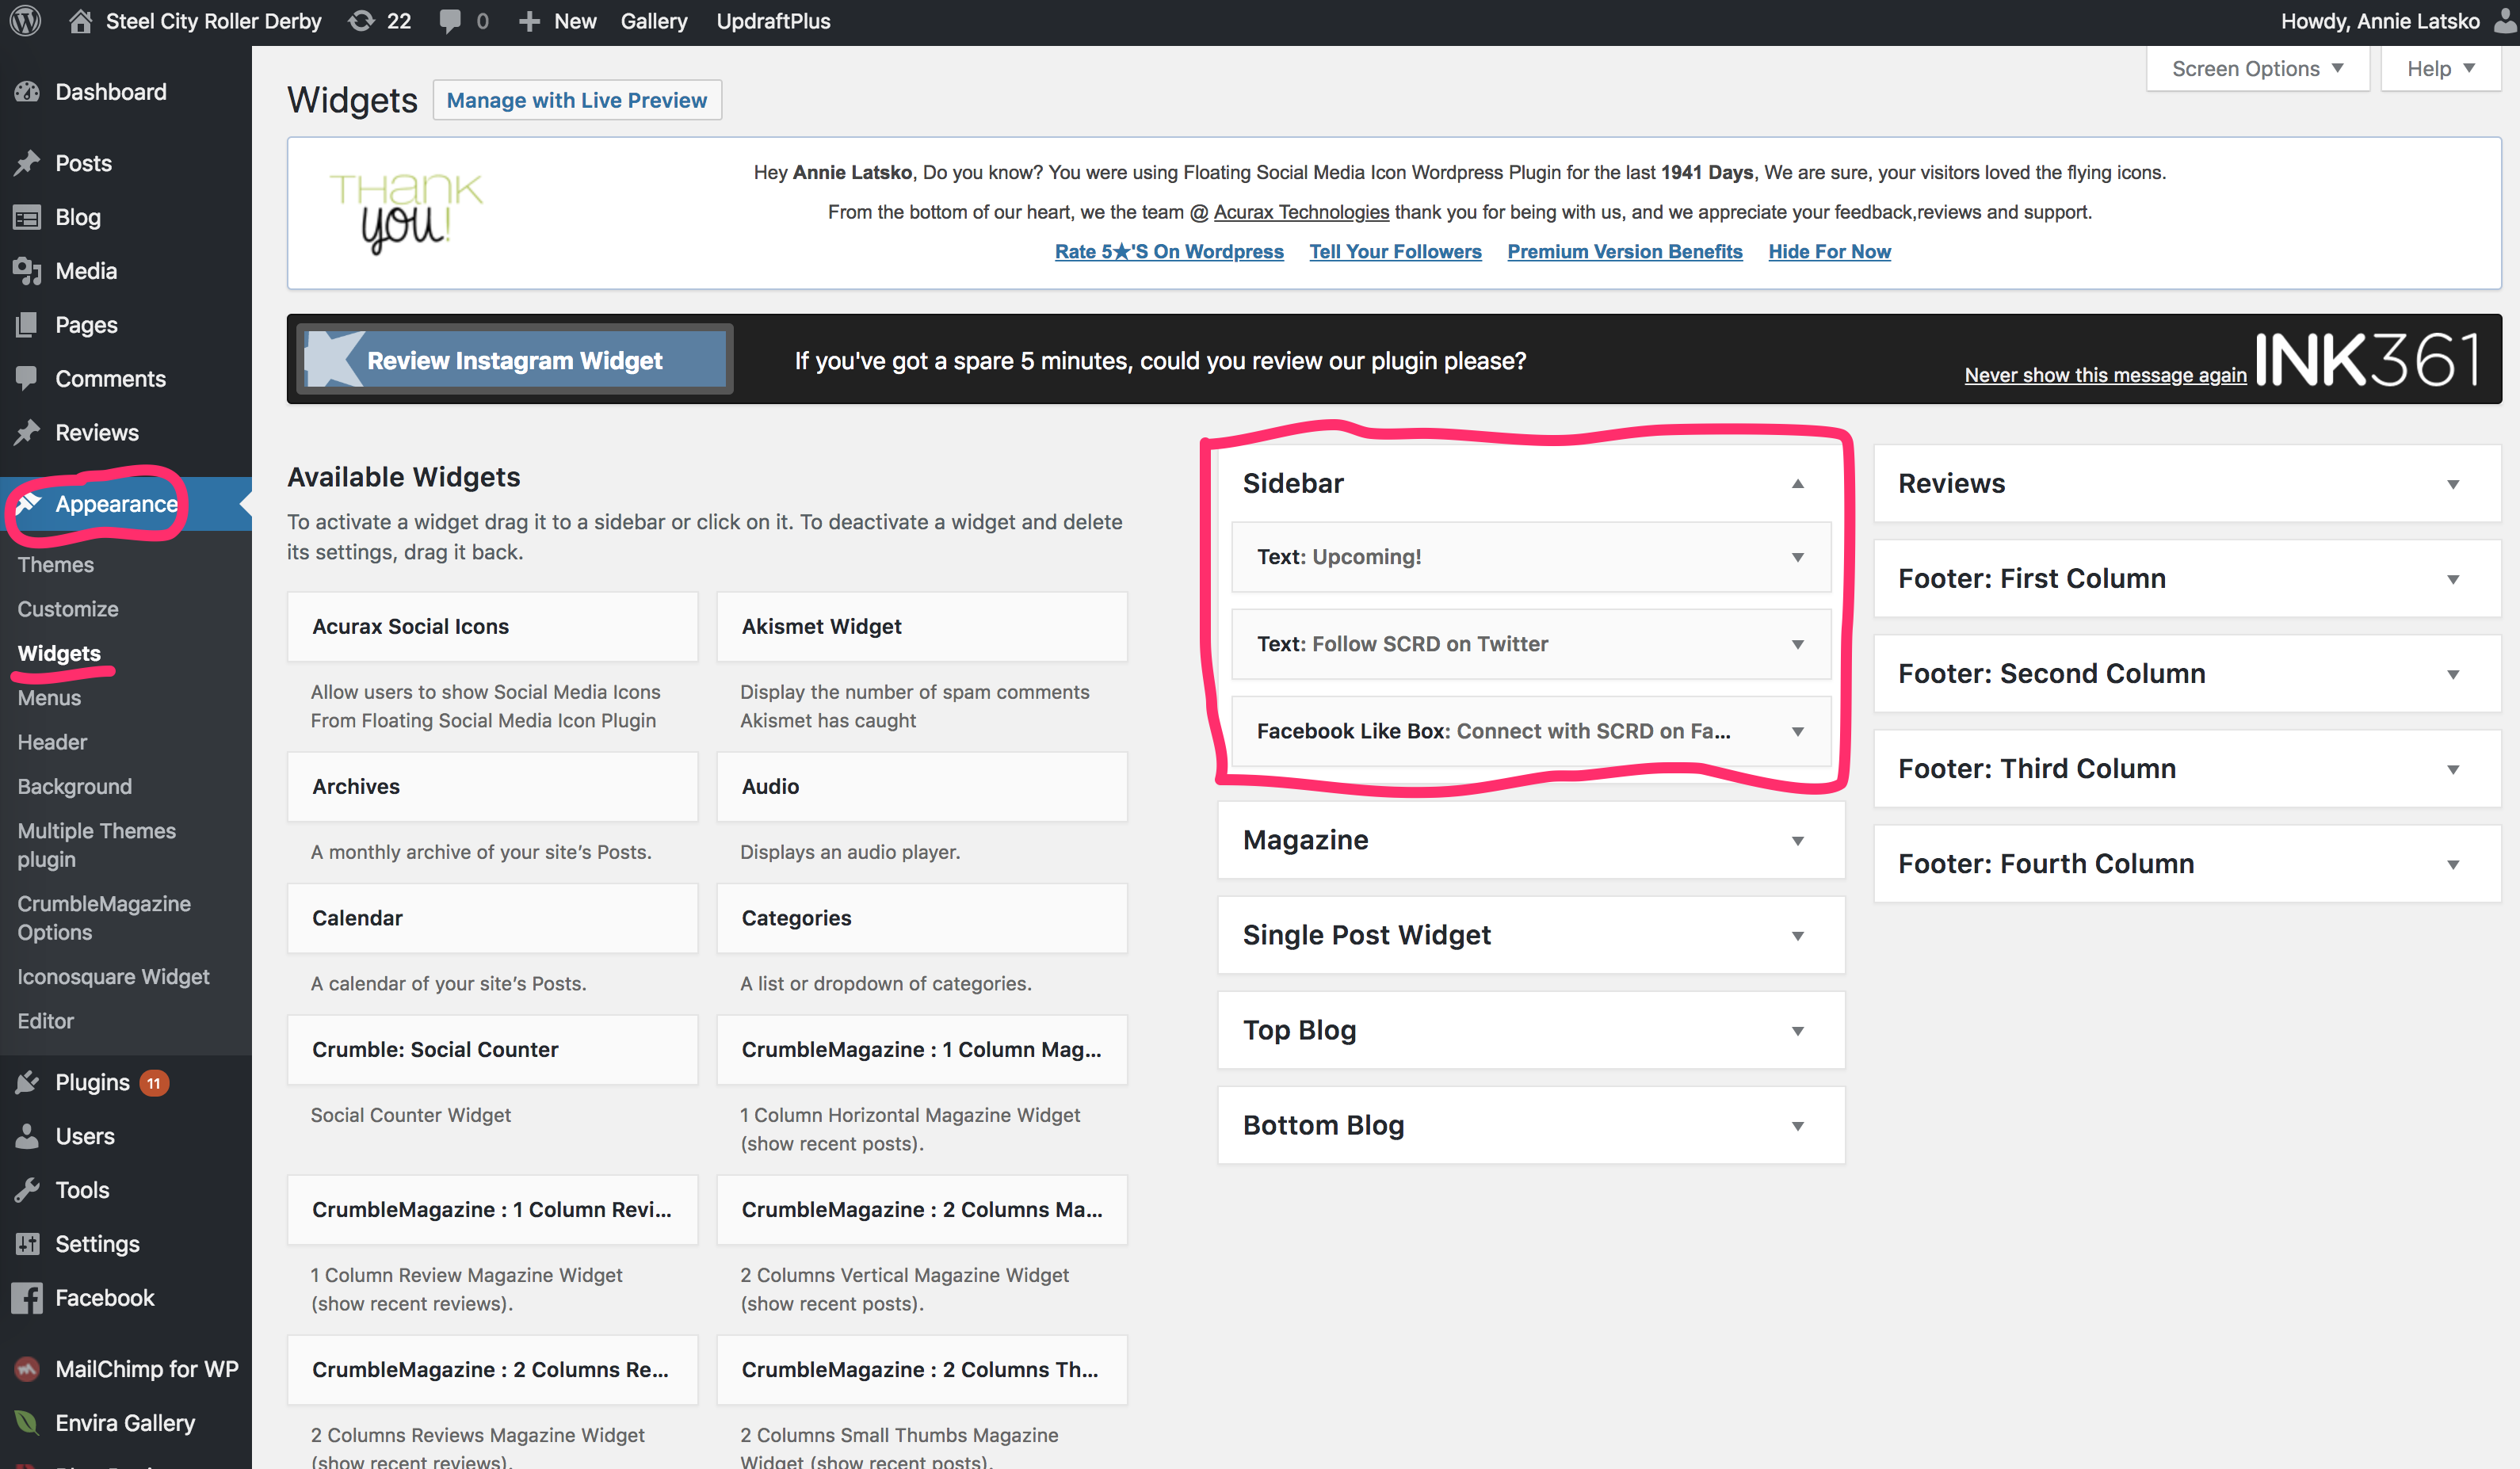 Steel City Roller Derby 22 0 New Gallery UpdraftPlus Howdy, Annie Latsko
Screen Options Help
Dashboard
Posts
Blog
Media
Pages
Comments
Reviews
Appearance
Themes
Customize
Widgets
Menus
Header
Background
Multiple Themes
plugin
CrumbleMagazine
Options
Iconosquare Widget
Editor
Plugins 11
Users
Tools
Settings
Facebook
MailChimp for WP
Envira Gallery
Widgets Manage with Live Preview
THANK
you!
Hey Annie Latsko, Do you know? You were using Floating Social Media Icon Wordpress Plugin for the last 1941 Days, We are sure, your visitors loved the flying icons.
From the bottom of our heart, we the team @ Acurax Technologies thank you for being with us, and we appreciate your feedback,reviews and support.
Rate 5★'S On Wordpress Tell Your Followers Premium Version Benefits Hide For Now
Review Instagram Widget If you've got a spare 5 minutes, could you review our plugin please? Never show this message again INK361
Available Widgets
To activate a widget drag it to a sidebar or click on it. To deactivate a widget and delete
its settings, drag it back.
Acurax Social Icons
Allow users to show Social Media Icons
From Floating Social Media Icon Plugin
Akismet Widget
Display the number of spam comments
Akismet has caught
Archives
A monthly archive of your site's Posts.
Audio
Displays an audio player.
Calendar
A calendar of your site's Posts.
Categories
A list or dropdown of categories.
Crumble: Social Counter
Social Counter Widget
CrumbleMagazine : 1 Column Mag...
1 Column Horizontal Magazine Widget
(show recent posts).
CrumbleMagazine : 1 Column Revi...
1 Column Review Magazine Widget
(show recent reviews).
CrumbleMagazine : 2 Columns Ma...
2 Columns Vertical Magazine Widget
(show recent posts).
CrumbleMagazine : 2 Columns Re...
2 Columns Reviews Magazine Widget
(show recent reviews).
CrumbleMagazine : 2 Columns Th...
2 Columns Small Thumbs Magazine
Widget (show recent posts).
Sidebar
Text: Upcoming!
Text: Follow SCRD on Twitter
Facebook Like Box: Connect with SCRD on Fa...
Magazine
Single Post Widget
Top Blog
Bottom Blog
Reviews
Footer: First Column
Footer: Second Column
Footer: Third Column
Footer: Fourth Column